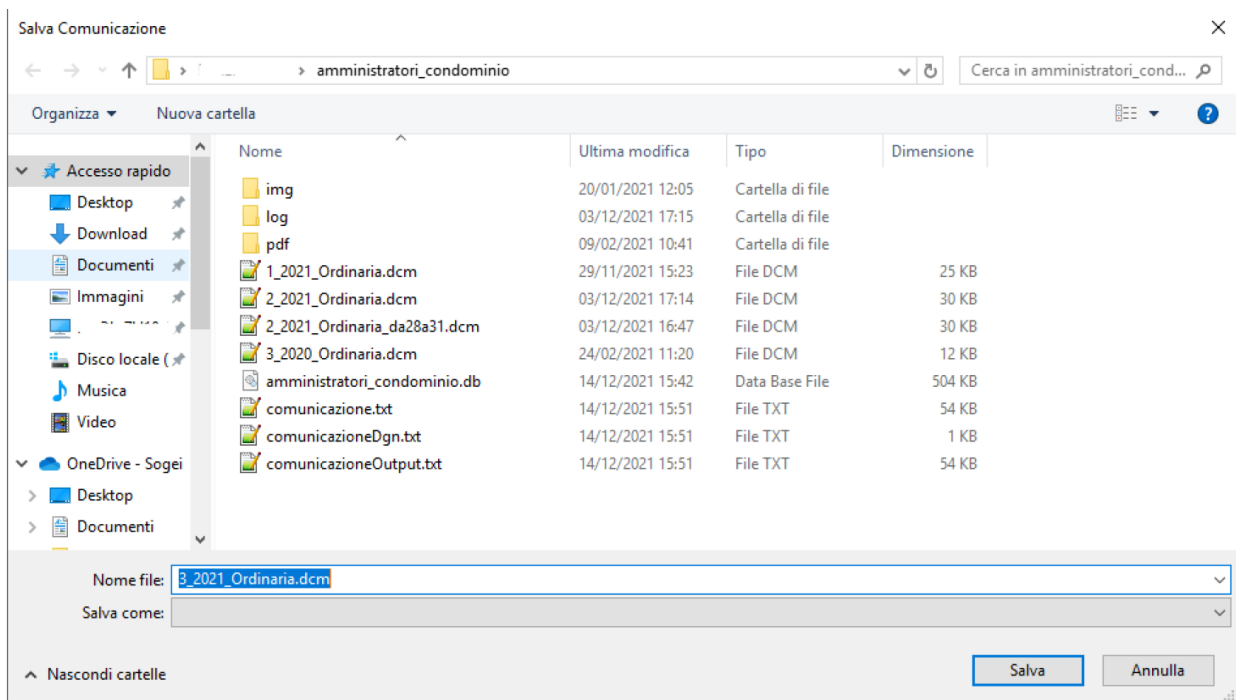 Salva Comunicazione
amministratori_condominio
Cerca in amministratori_cond...
Organizza
Nuova cartella
?
Nome Ultima modifica Tipo Dimensione
Accesso rapido
Desktop
Download
Documenti
Immagini
Disco locale (
Musica
Video
OneDrive - Sogei
Desktop
Documenti
img 20/01/2021 12:05 Cartella di file
log 03/12/2021 17:15 Cartella di file
pdf 09/02/2021 10:41 Cartella di file
1_2021_Ordinaria.dcm 29/11/2021 15:23 File DCM 25 KB
2_2021_Ordinaria.dcm 03/12/2021 17:14 File DCM 30 KB
2_2021_Ordinaria_da28a31.dcm 03/12/2021 16:47 File DCM 30 KB
3_2020_Ordinaria.dcm 24/02/2021 11:20 File DCM 12 KB
amministratori_condominio.db 14/12/2021 15:42 Data Base File 504 KB
comunicazione.txt 14/12/2021 15:51 File TXT 54 KB
comunicazioneDgn.txt 14/12/2021 15:51 File TXT 1 KB
comunicazioneOutput.txt 14/12/2021 15:51 File TXT 54 KB
Nome file: 3_2021_Ordinaria.dcm
Salva come:
Nascondi cartelle
Salva
Annulla